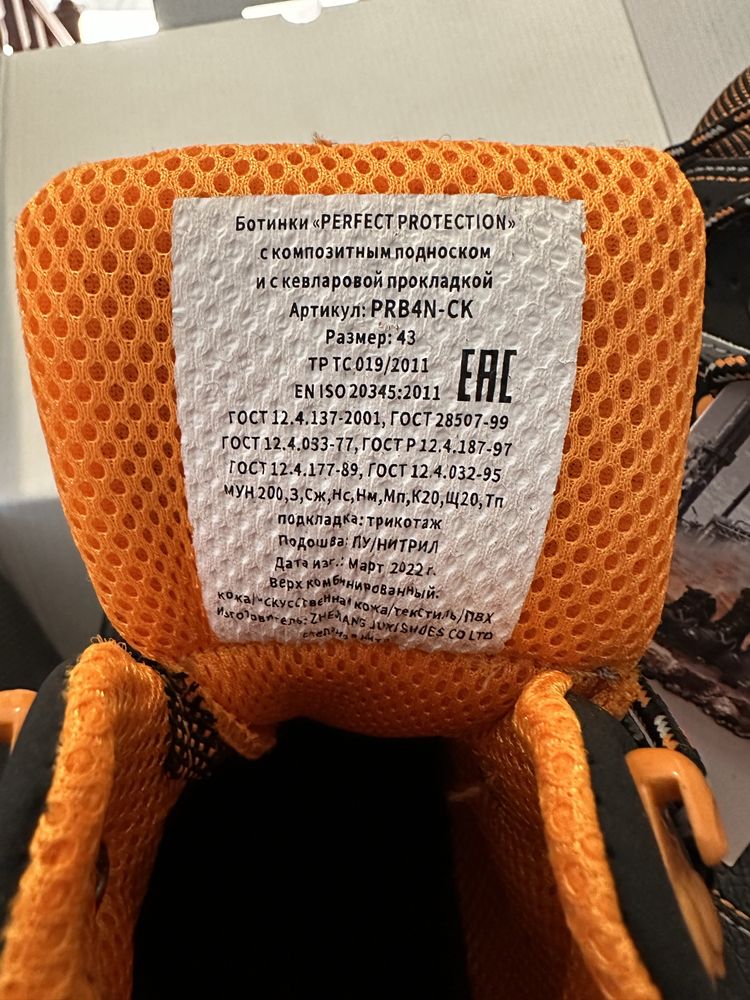 Ботинки «PERFECT PROTECTION»
с композитным подноском
и с кевларовой прокладкой
Артикул: PRB4N-CK
Размер: 43
ТР ТС 019/2011
EN ISO 20345:2011
EAC
ГОСТ 12.4.137-2001, ГОСТ 28507-99
ГОСТ 12.4.033-77, ГОСТ Р 12.4.187-97
ГОСТ 12.4.177-89, ГОСТ 12.4.032-95
МУН 200,З,Сж,Нс,Нм,Мп,К20,Щ20,Тп
подкладка: трикотаж
Подошва: ПУ/НИТРИЛ
Дата изг.: Март 2022 г.
Верх комбинированный:
кожа/искусственная кожа/текстиль/ПВХ
Изготовитель: ZHEJIANG JUXI SHOES CO LTD